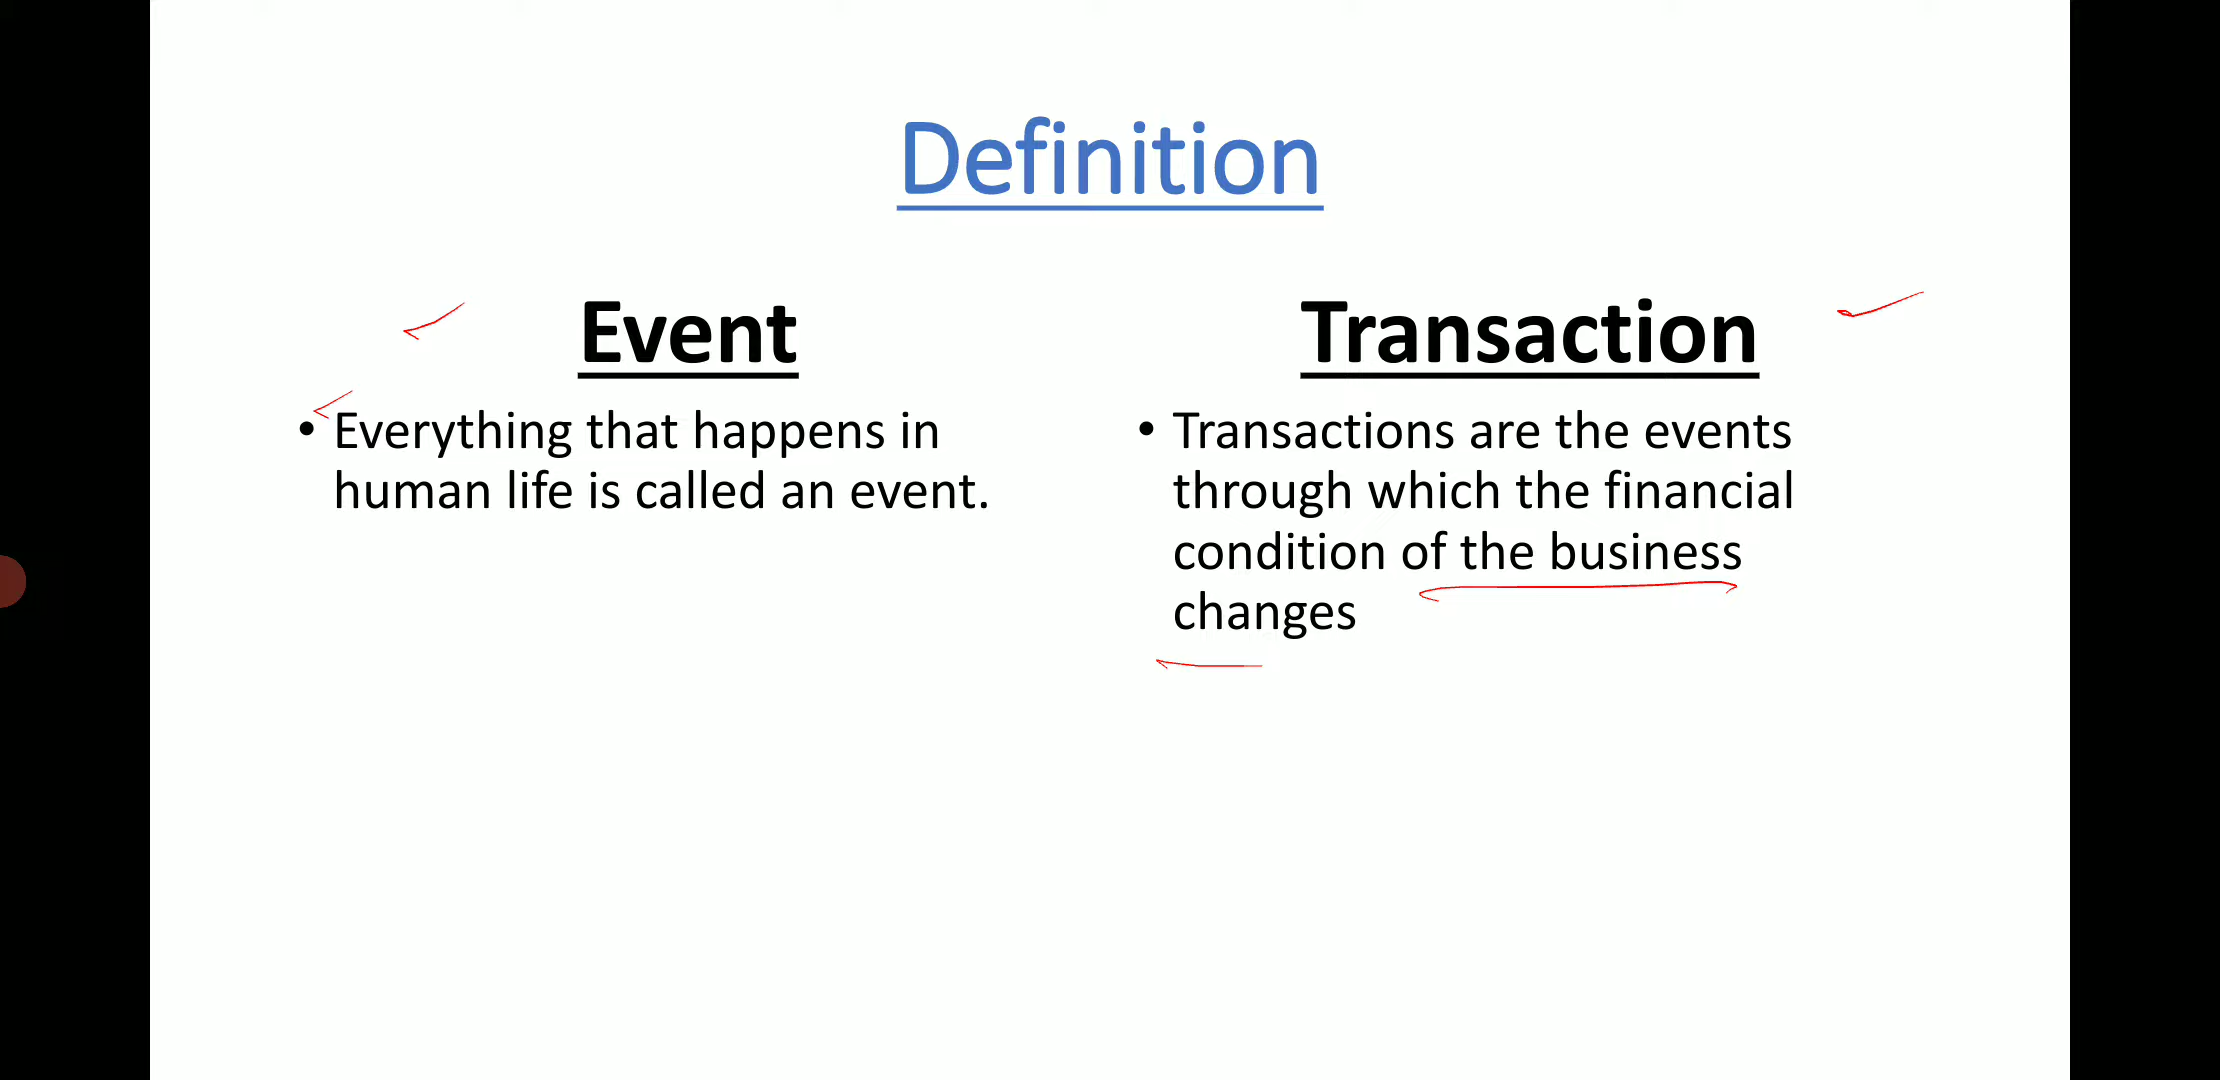 Definition
Event
• Everything that happens in
human life is called an event.
Transaction
• Transactions are the events
through which the financial
condition of the business
changes